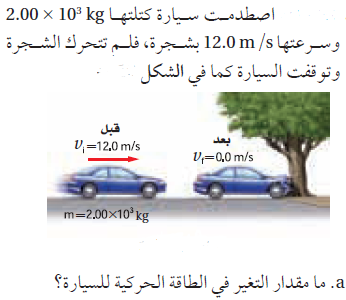 اصطدمت سيارة كتلتها 2.00 × 10³ kg
وسرعتها 12.0 m/s بشجرة، فلم تتحرك الشجرة
وتوقفت السيارة كما في الشكل
قبل
vᵢ=12.0 m/s
m=2.00×10³ kg
بعد
v_f=0.0 m/s
a. ما مقدار التغير في الطاقة الحركية للسيارة؟